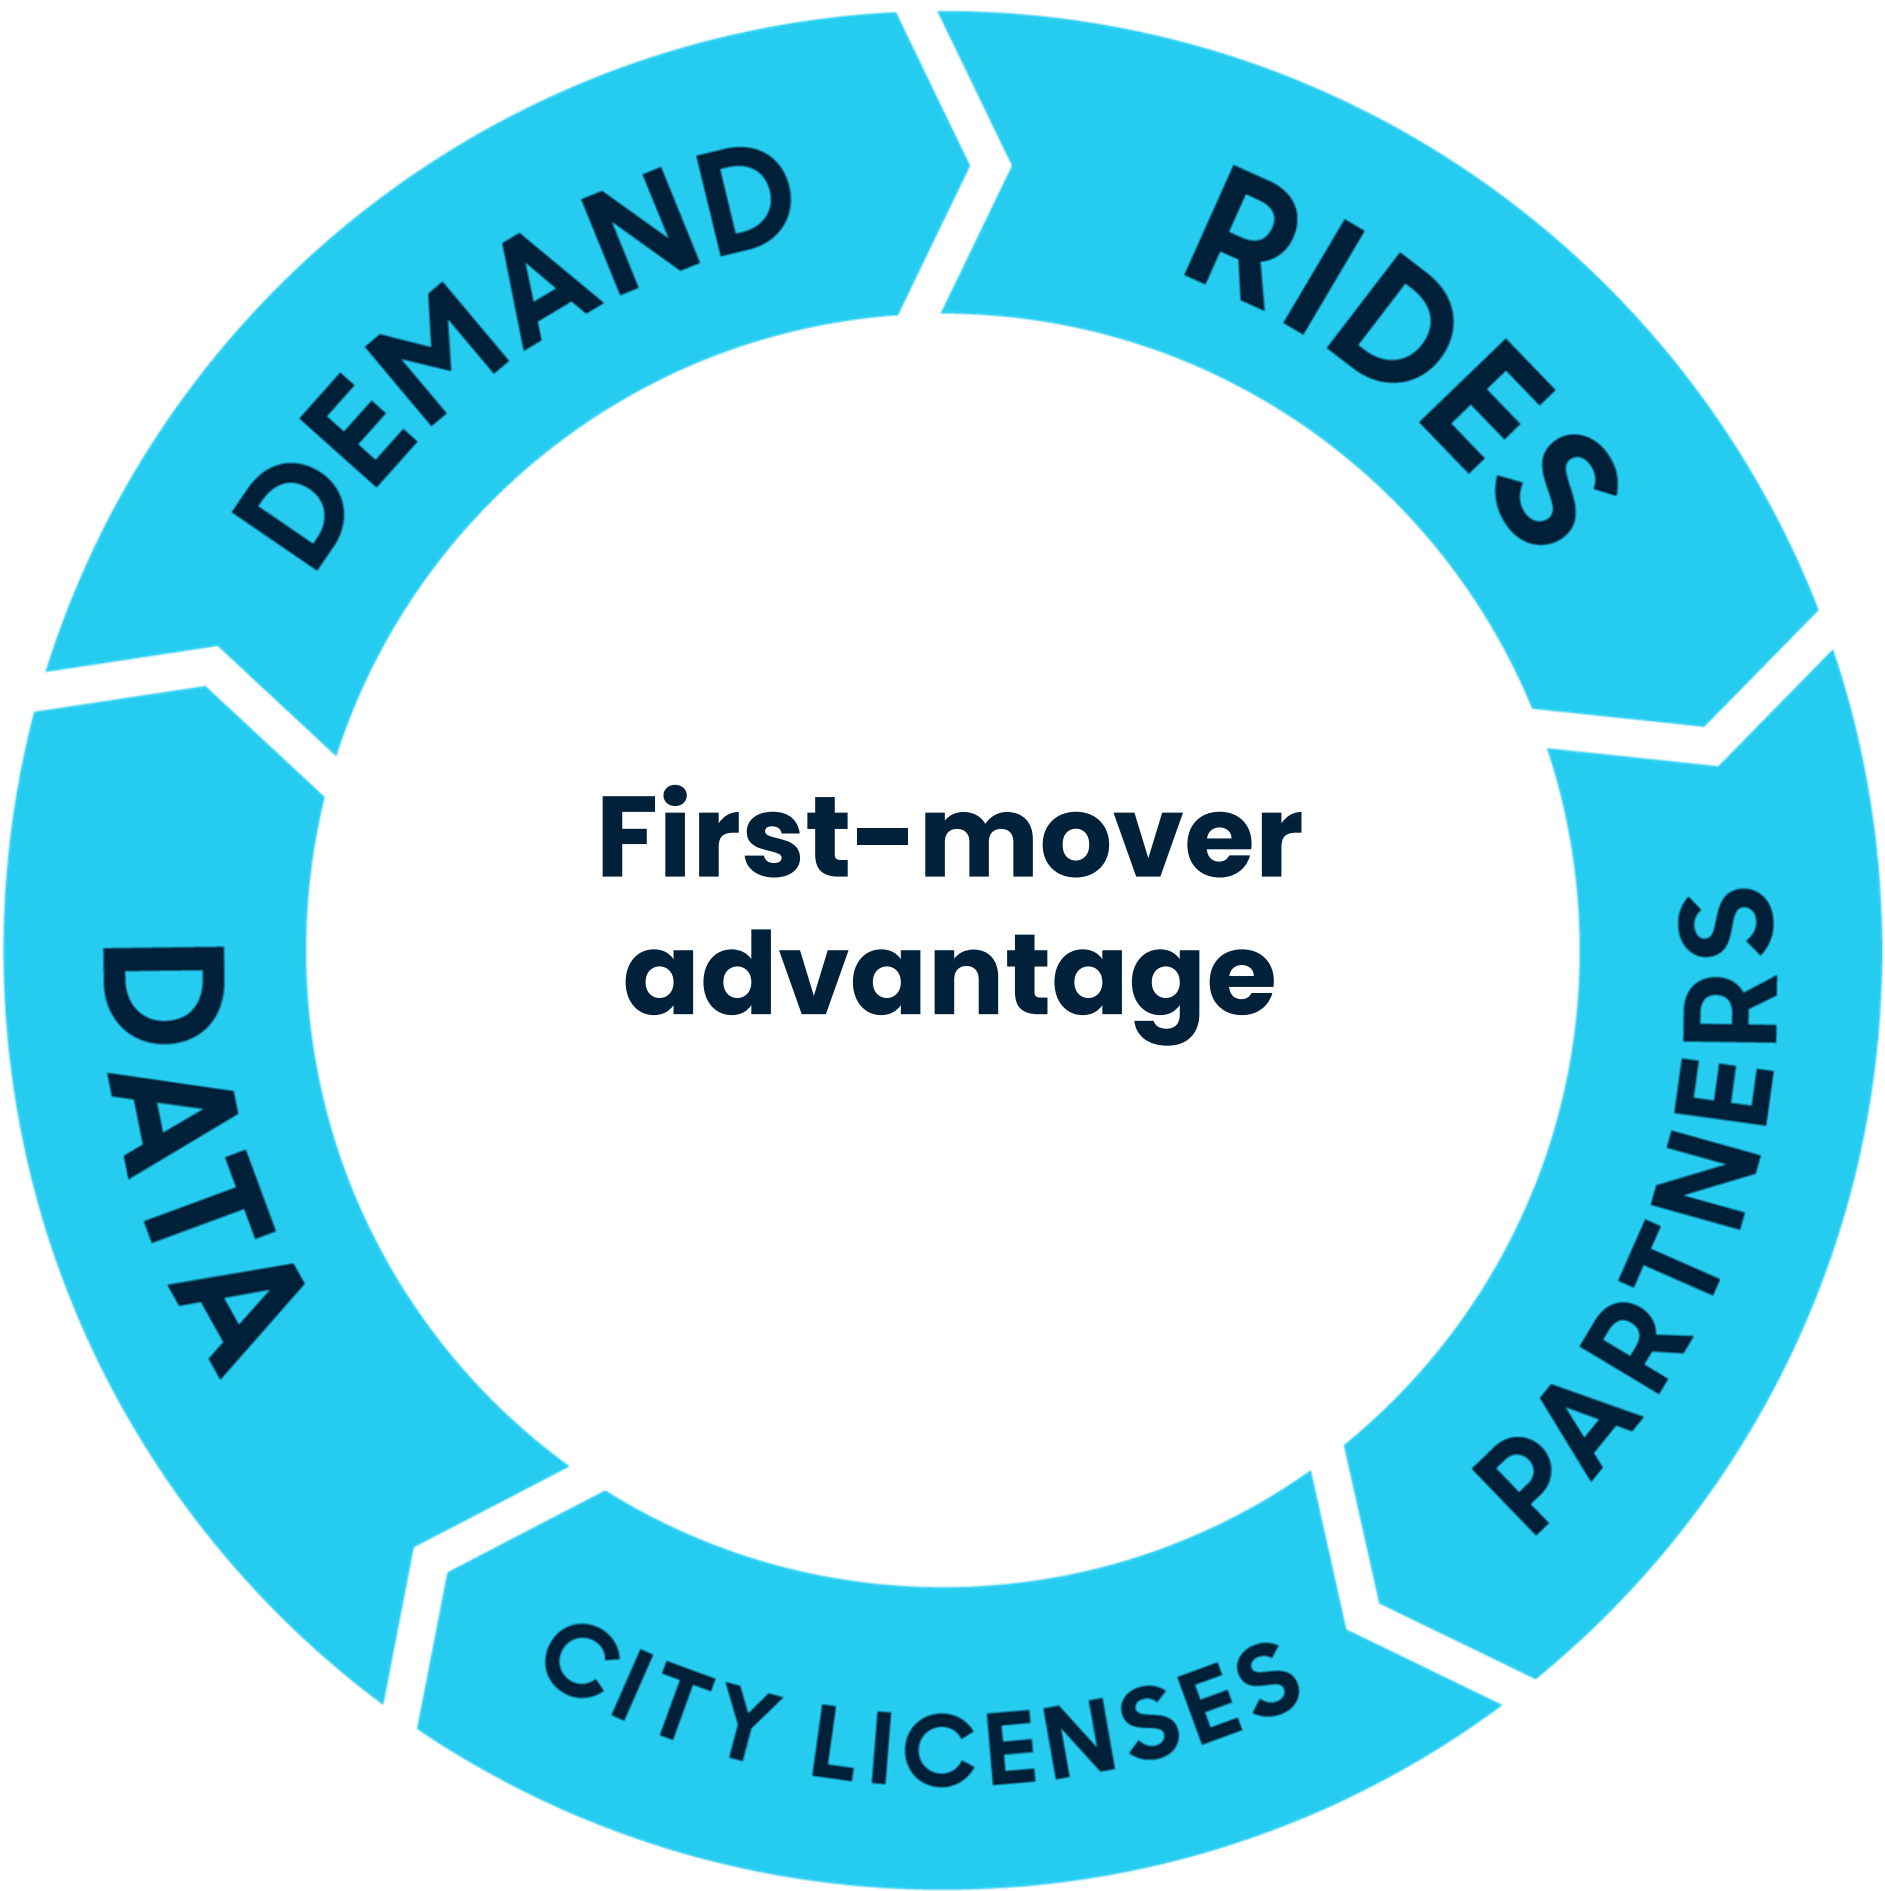 DEMAND
RIDES
First-mover
advantage
DATA
PARTNERS
CITY LICENSES